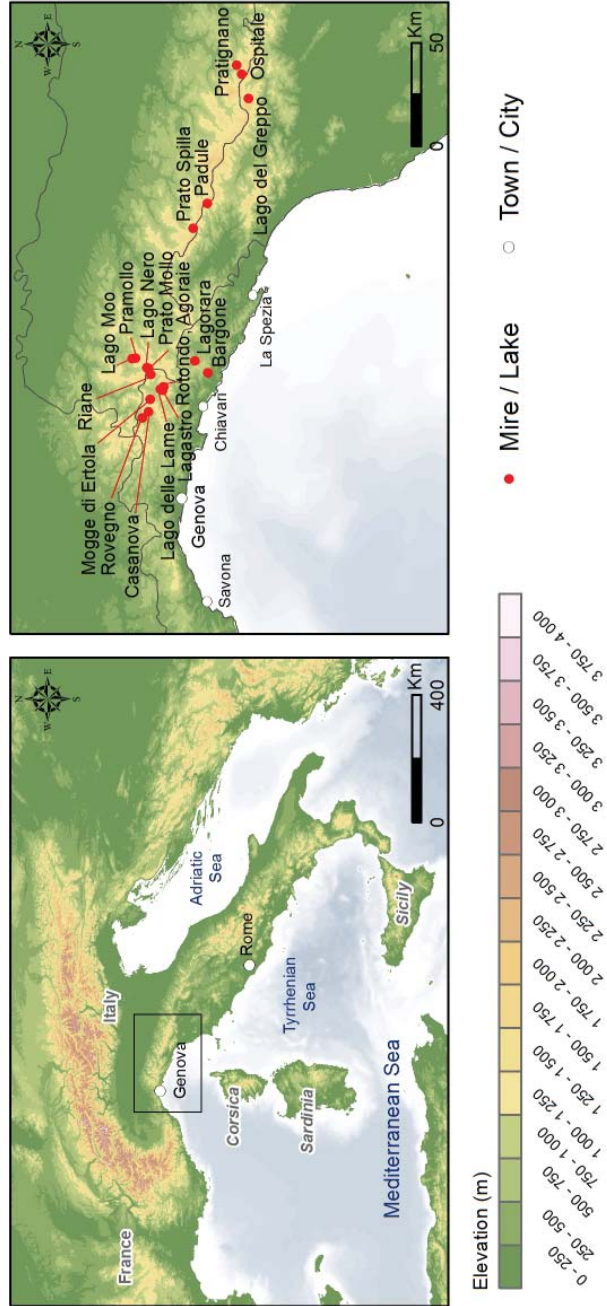 N
W
E
S
France
Italy
Adriatic
Sea
Genova
Corsica
Rome
Tyrrhenian
Sea
Sardinia
Sicily
Mediterranean Sea
0
400
Km
N
W
E
S
Lago Moo
Pramollo
Riane
Lago Nero
Prato Mollo
Mogge di Ertola
Rovegno
Casanova
Lago delle Lame
Lagastro
Rotondo, Agoraie
Lagorara
Bargone
Prato Spilla
Padule
Pratignano
Ospitale
Lago del Greppo
Genova
Savona
Chiavari
La Spezia
0
50
Km
Elevation (m)
0 - 250
250 - 500
500 - 750
750 - 1 000
1 000 - 1 250
1 250 - 1 500
1 500 - 1 750
1 750 - 2 000
2 000 - 2 250
2 250 - 2 500
2 500 - 2 750
2 750 - 3 000
3 000 - 3 250
3 250 - 3 500
3 500 - 3 750
3 750 - 4 000
Mire / Lake
Town / City